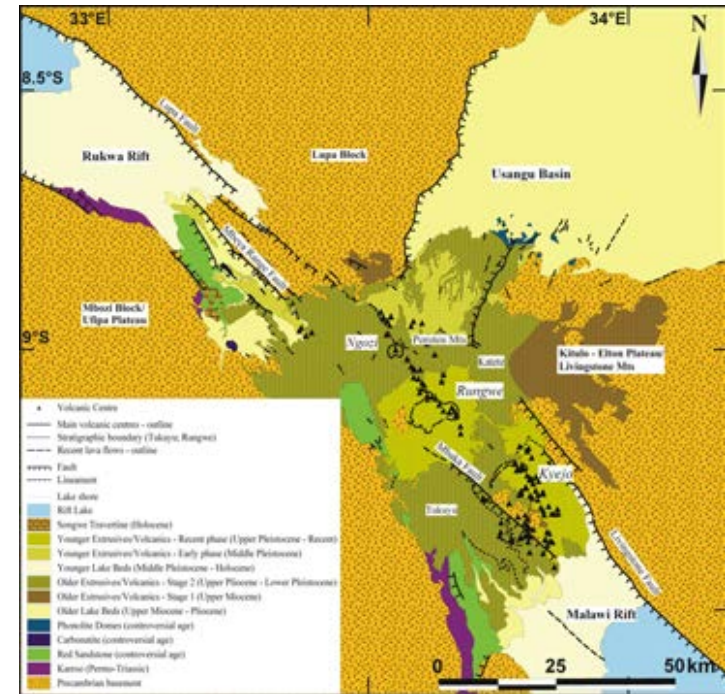 33°E
34°E
N
8.5°S
Lupa Fault
Rukwa Rift
Lupa Block
Usangu Basin
Mbeya Range Fault
Mbozi Block/
Ufipa Plateau
9°S
Ngozi
Poroto Mts
Katete
Kitulo - Elton Plateau/
Livingstone Mtn
Rungwe
Mbaka Fault
Kyejo
Tukuyu
Livingstone Fault
Malawi Rift
Volcanic Centre
Main volcanic centres - outline
Stratigraphic boundary (Tukuyu, Rungwe)
Recent lava flows - outline
Fault
Lineament
Lake shore
Rift Lake
Songwe Travertine (Holocene)
Younger Extrusives/Volcanics - Recent phase (Upper Pleistocene - Recent)
Younger Extrusives/Volcanics - Early phase (Middle Pleistocene)
Younger Lake Beds (Middle Pleistocene - Holocene)
Older Extrusives/Volcanics - Stage 2 (Upper Pliocene - Lower Pleistocene)
Older Extrusives/Volcanics - Stage 1 (Upper Miocene)
Older Lake Beds (Upper Miocene - Pliocene)
Phonolite Domes (controversial age)
Carbonatite (controversial age)
Red Sandstone (controversial age)
Karoo (Permo-Triassic)
Precambrian basement
0 25 50 km